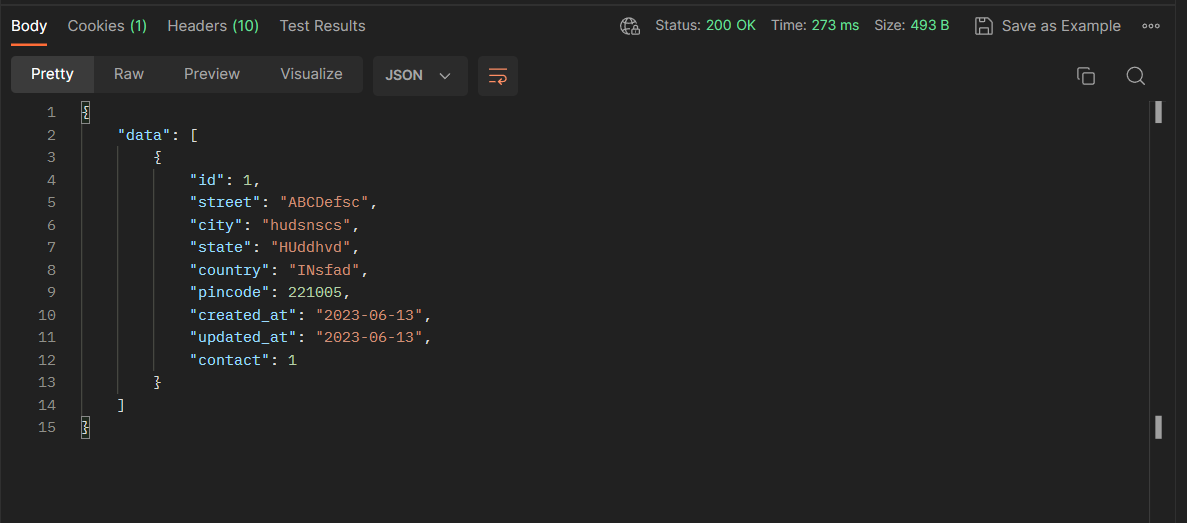 Body Cookies (1) Headers (10) Test Results Status: 200 OK Time: 273 ms Size: 493 B Save as Example
Pretty Raw Preview Visualize JSON
1 {
2 "data": [
3 {
4 "id": 1,
5 "street": "ABCDefsc",
6 "city": "hudsnscs",
7 "state": "HUddhvd",
8 "country": "INsfad",
9 "pincode": 221005,
10 "created_at": "2023-06-13",
11 "updated_at": "2023-06-13",
12 "contact": 1
13 }
14 ]
15 }